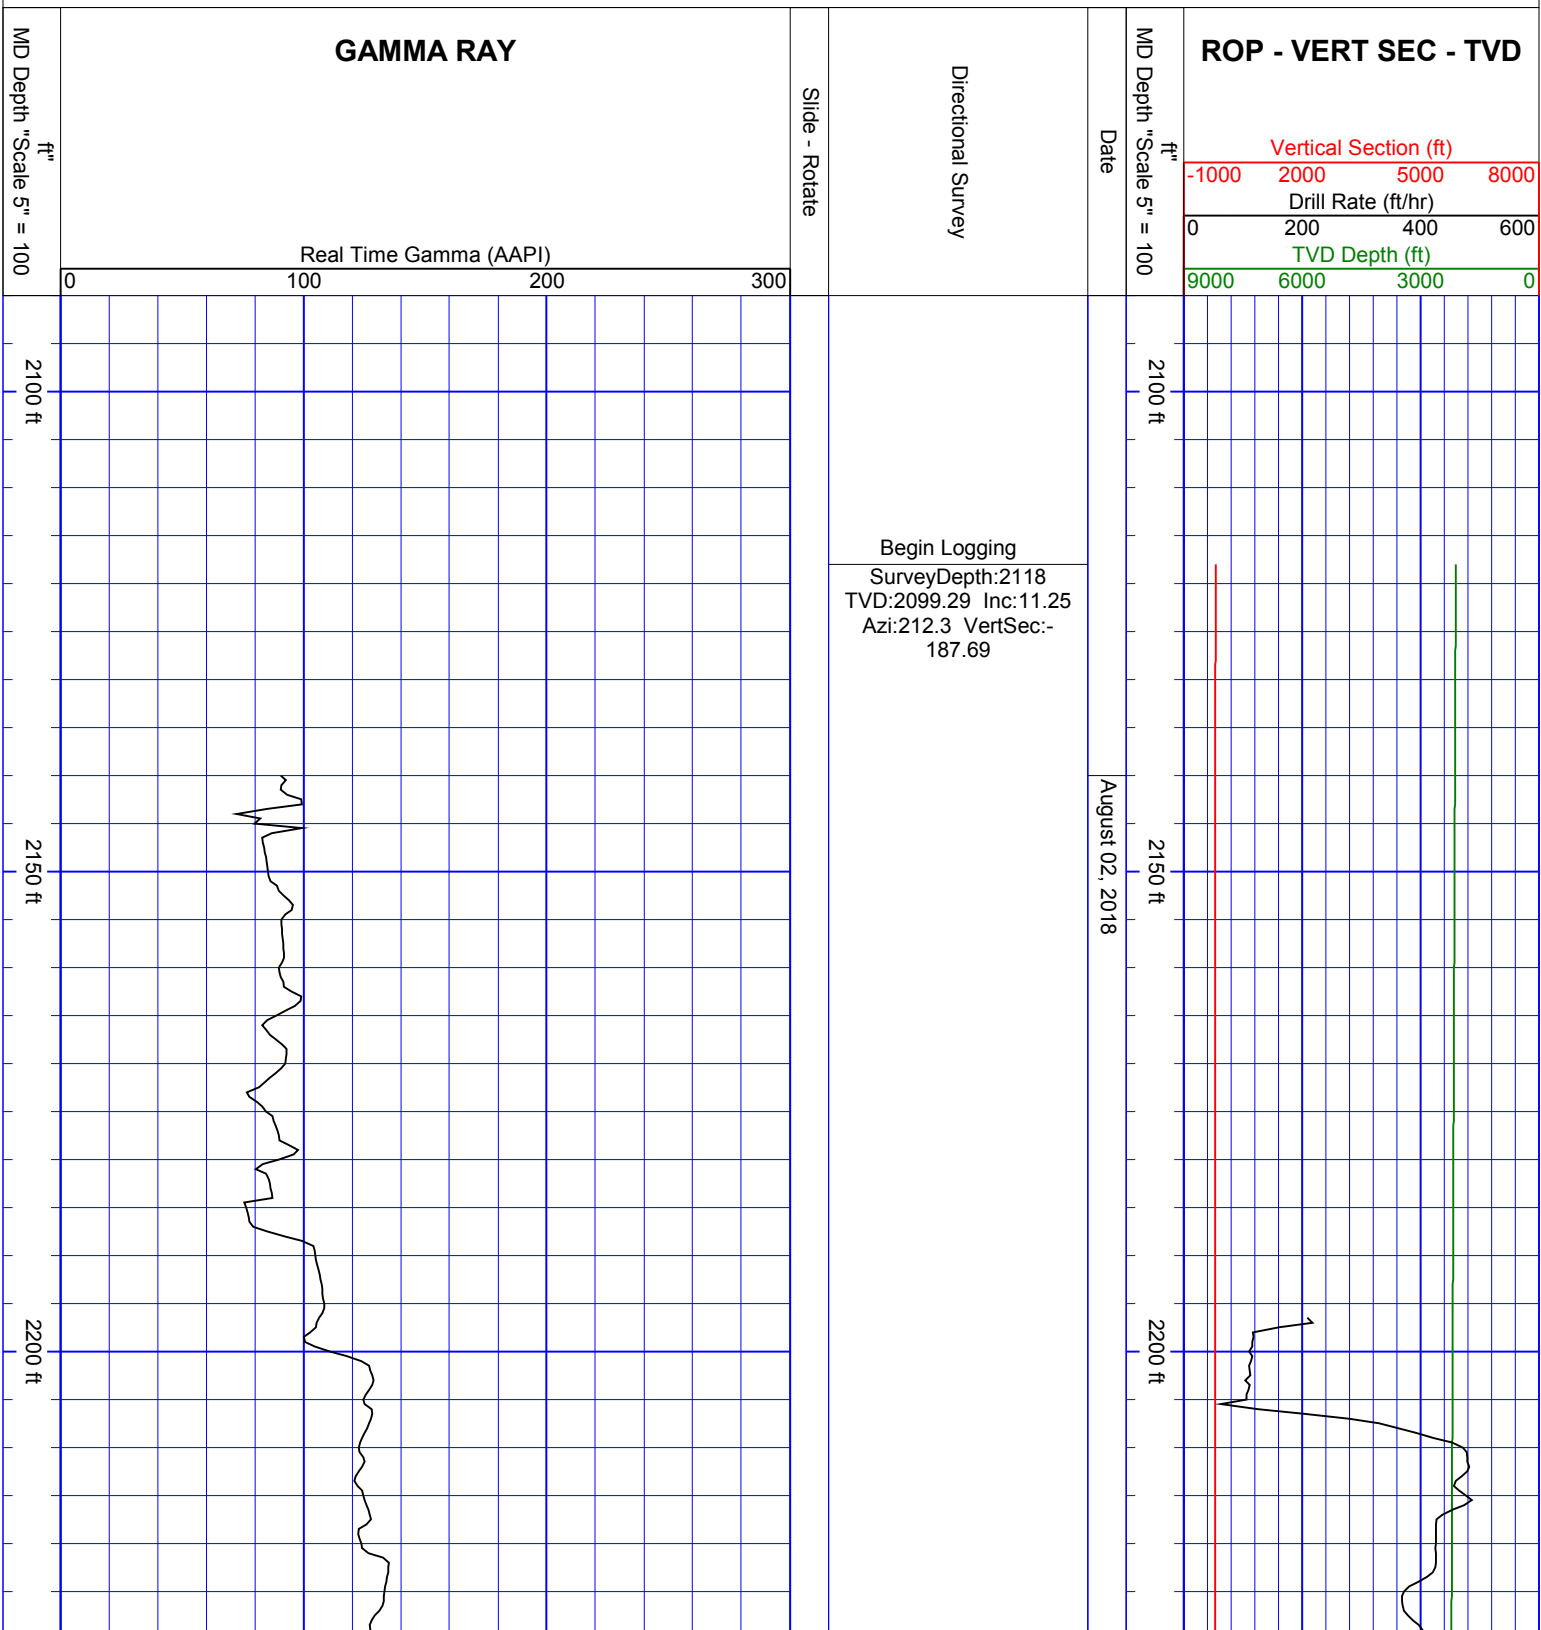 MD Depth "Scale 5" = 100
ft"
GAMMA RAY
Real Time Gamma (AAPI)
0 100 200 300
Slide - Rotate
Directional Survey
Date
MD Depth "Scale 5" = 100
ft"
ROP - VERT SEC - TVD
Vertical Section (ft)
-1000 2000 5000 8000
Drill Rate (ft/hr)
0 200 400 600
TVD Depth (ft)
9000 6000 3000 0
2100 ft
2100 ft
Begin Logging
SurveyDepth:2118
TVD:2099.29 Inc:11.25
Azi:212.3 VertSec:-
187.69
August 02, 2018
2150 ft
2150 ft
2200 ft
2200 ft